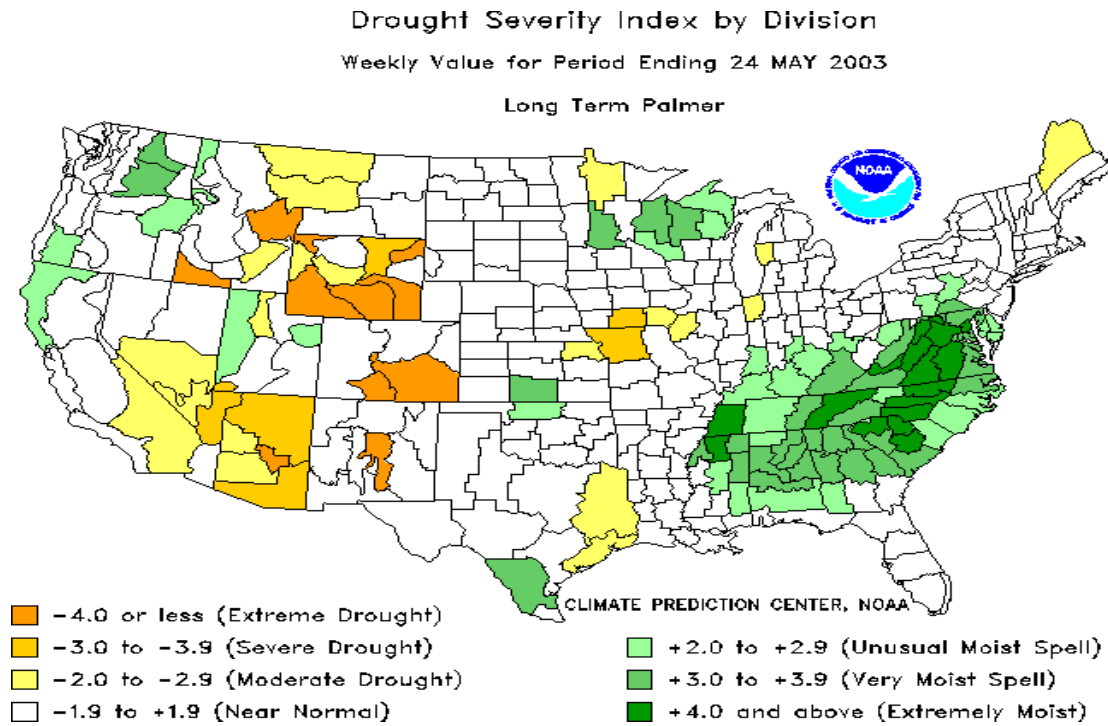 Drought Severity Index by Division
Weekly Value for Period Ending 24 MAY 2003
Long Term Palmer
NOAA
CLIMATE PREDICTION CENTER, NOAA
-4.0 or less (Extreme Drought)
-3.0 to -3.9 (Severe Drought)
-2.0 to -2.9 (Moderate Drought)
-1.9 to +1.9 (Near Normal)
+2.0 to +2.9 (Unusual Moist Spell)
+3.0 to +3.9 (Very Moist Spell)
+4.0 and above (Extremely Moist)